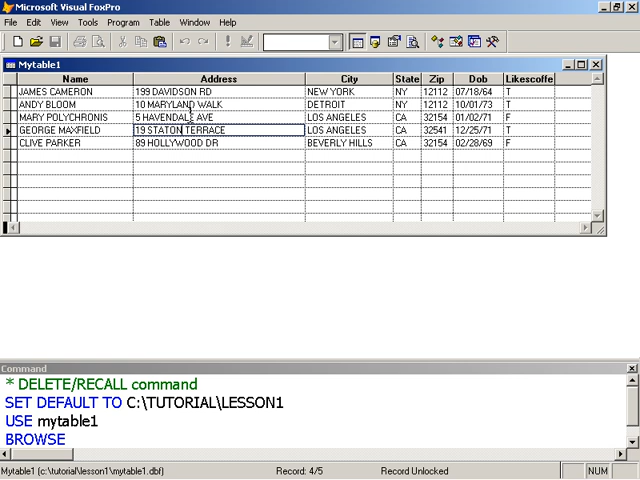 Microsoft Visual FoxPro
File Edit View Tools Program Table Window Help
Mytable1
Name Address City State Zip Dob Likescoffe
JAMES CAMERON 199 DAVIDSON RD NEW YORK NY 12112 07/18/64 T
ANDY BLOOM 10 MARYLAND WALK DETROIT NY 12112 10/01/73 T
MARY POLYCHRONIS 5 HAVENDALE AVE LOS ANGELES CA 32154 01/02/71 F
GEORGE MAXFIELD 19 STATON TERRACE LOS ANGELES CA 32541 12/25/71 T
CLIVE PARKER 89 HOLLYWOOD DR BEVERLY HILLS CA 32154 02/28/69 F
Command
* DELETE/RECALL command
SET DEFAULT TO C:\TUTORIAL\LESSON1
USE mytable1
BROWSE
Mytable1 (c:\tutorial\lesson1\mytable1.dbf) Record: 4/5 Record Unlocked NUM